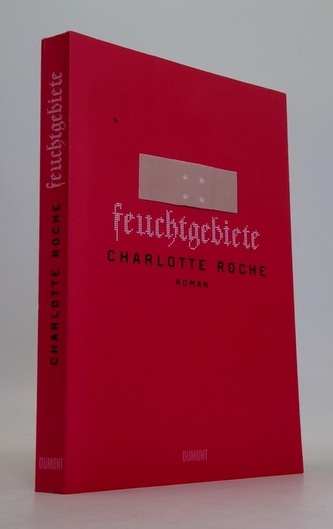 feuchtgebiete
CHARLOTTE ROCHE
ROMAN
DUMONT
CHARLOTTE ROCHE feuchtgebiete
DUMONT